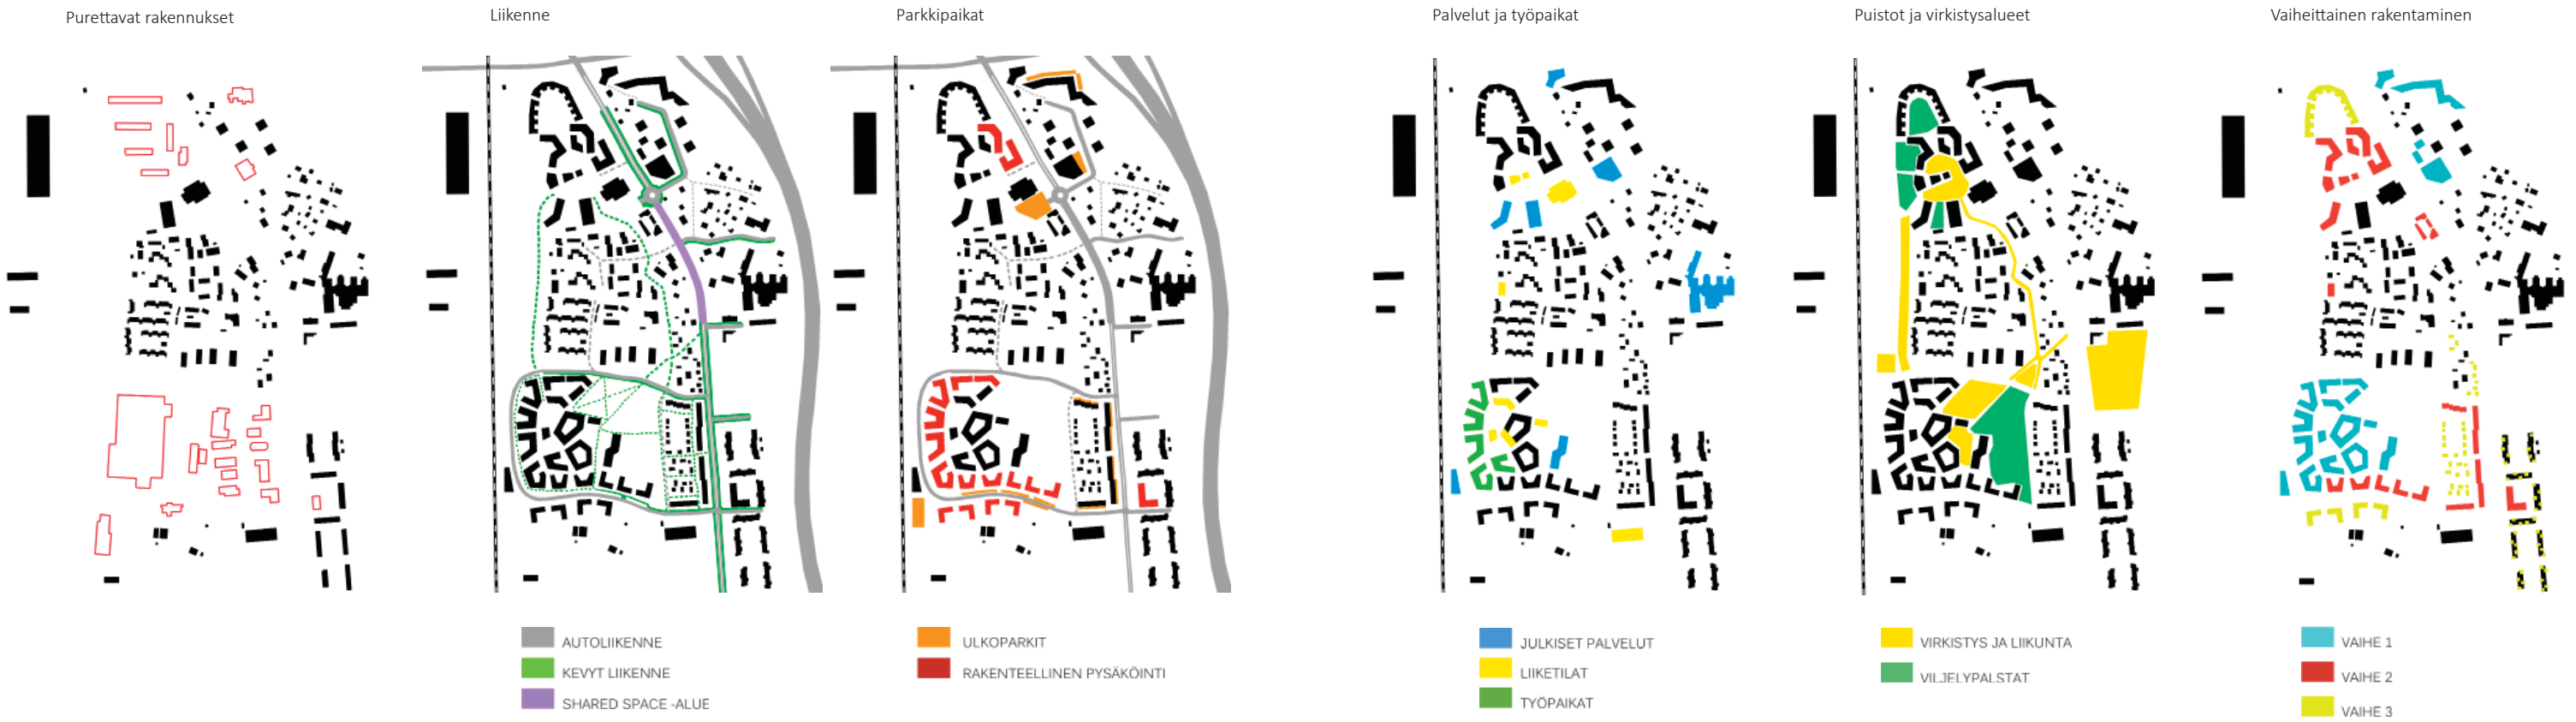 Purettavat rakennukset
Liikenne
Parkkipaikat
Palvelut ja työpaikat
Puistot ja virkistysalueet
Vaiheittainen rakentaminen
AUTOLIIKENNE
KEVYT LIIKENNE
SHARED SPACE -ALUE
ULKOPARKIT
RAKENTEELLINEN PYSÄKÖINTI
JULKISET PALVELUT
LIIKETILAT
TYÖPAIKAT
VIRKISTYS JA LIIKUNTA
VILJELYPALSTAT
VAIHE 1
VAIHE 2
VAIHE 3